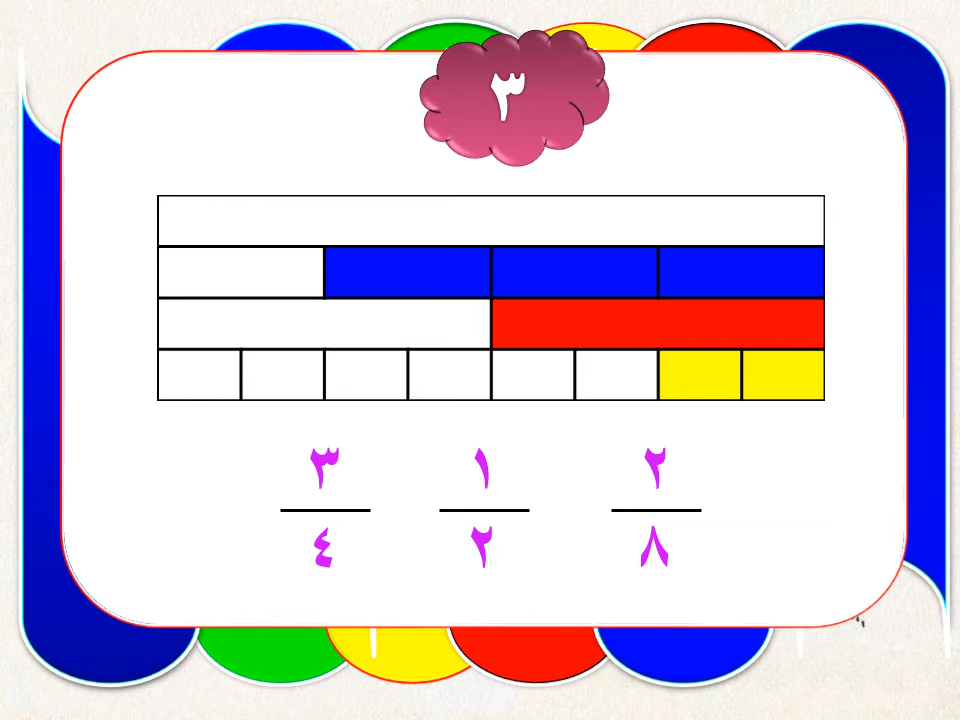 ٣
٢ ١ ٣
٨ ٢ ٤